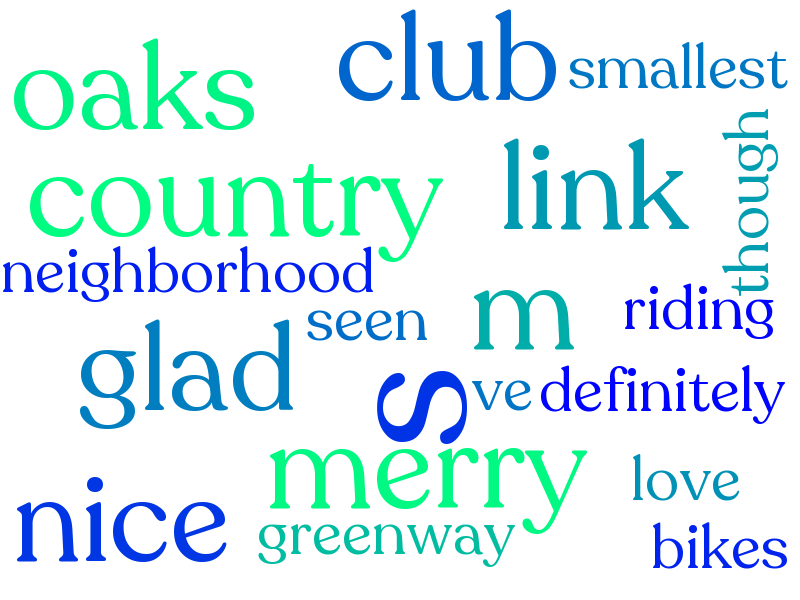 club
oaks
smallest
though
country
link
neighborhood
m
riding
seen
glad
s
ve
definitely
merry
love
nice
greenway
bikes